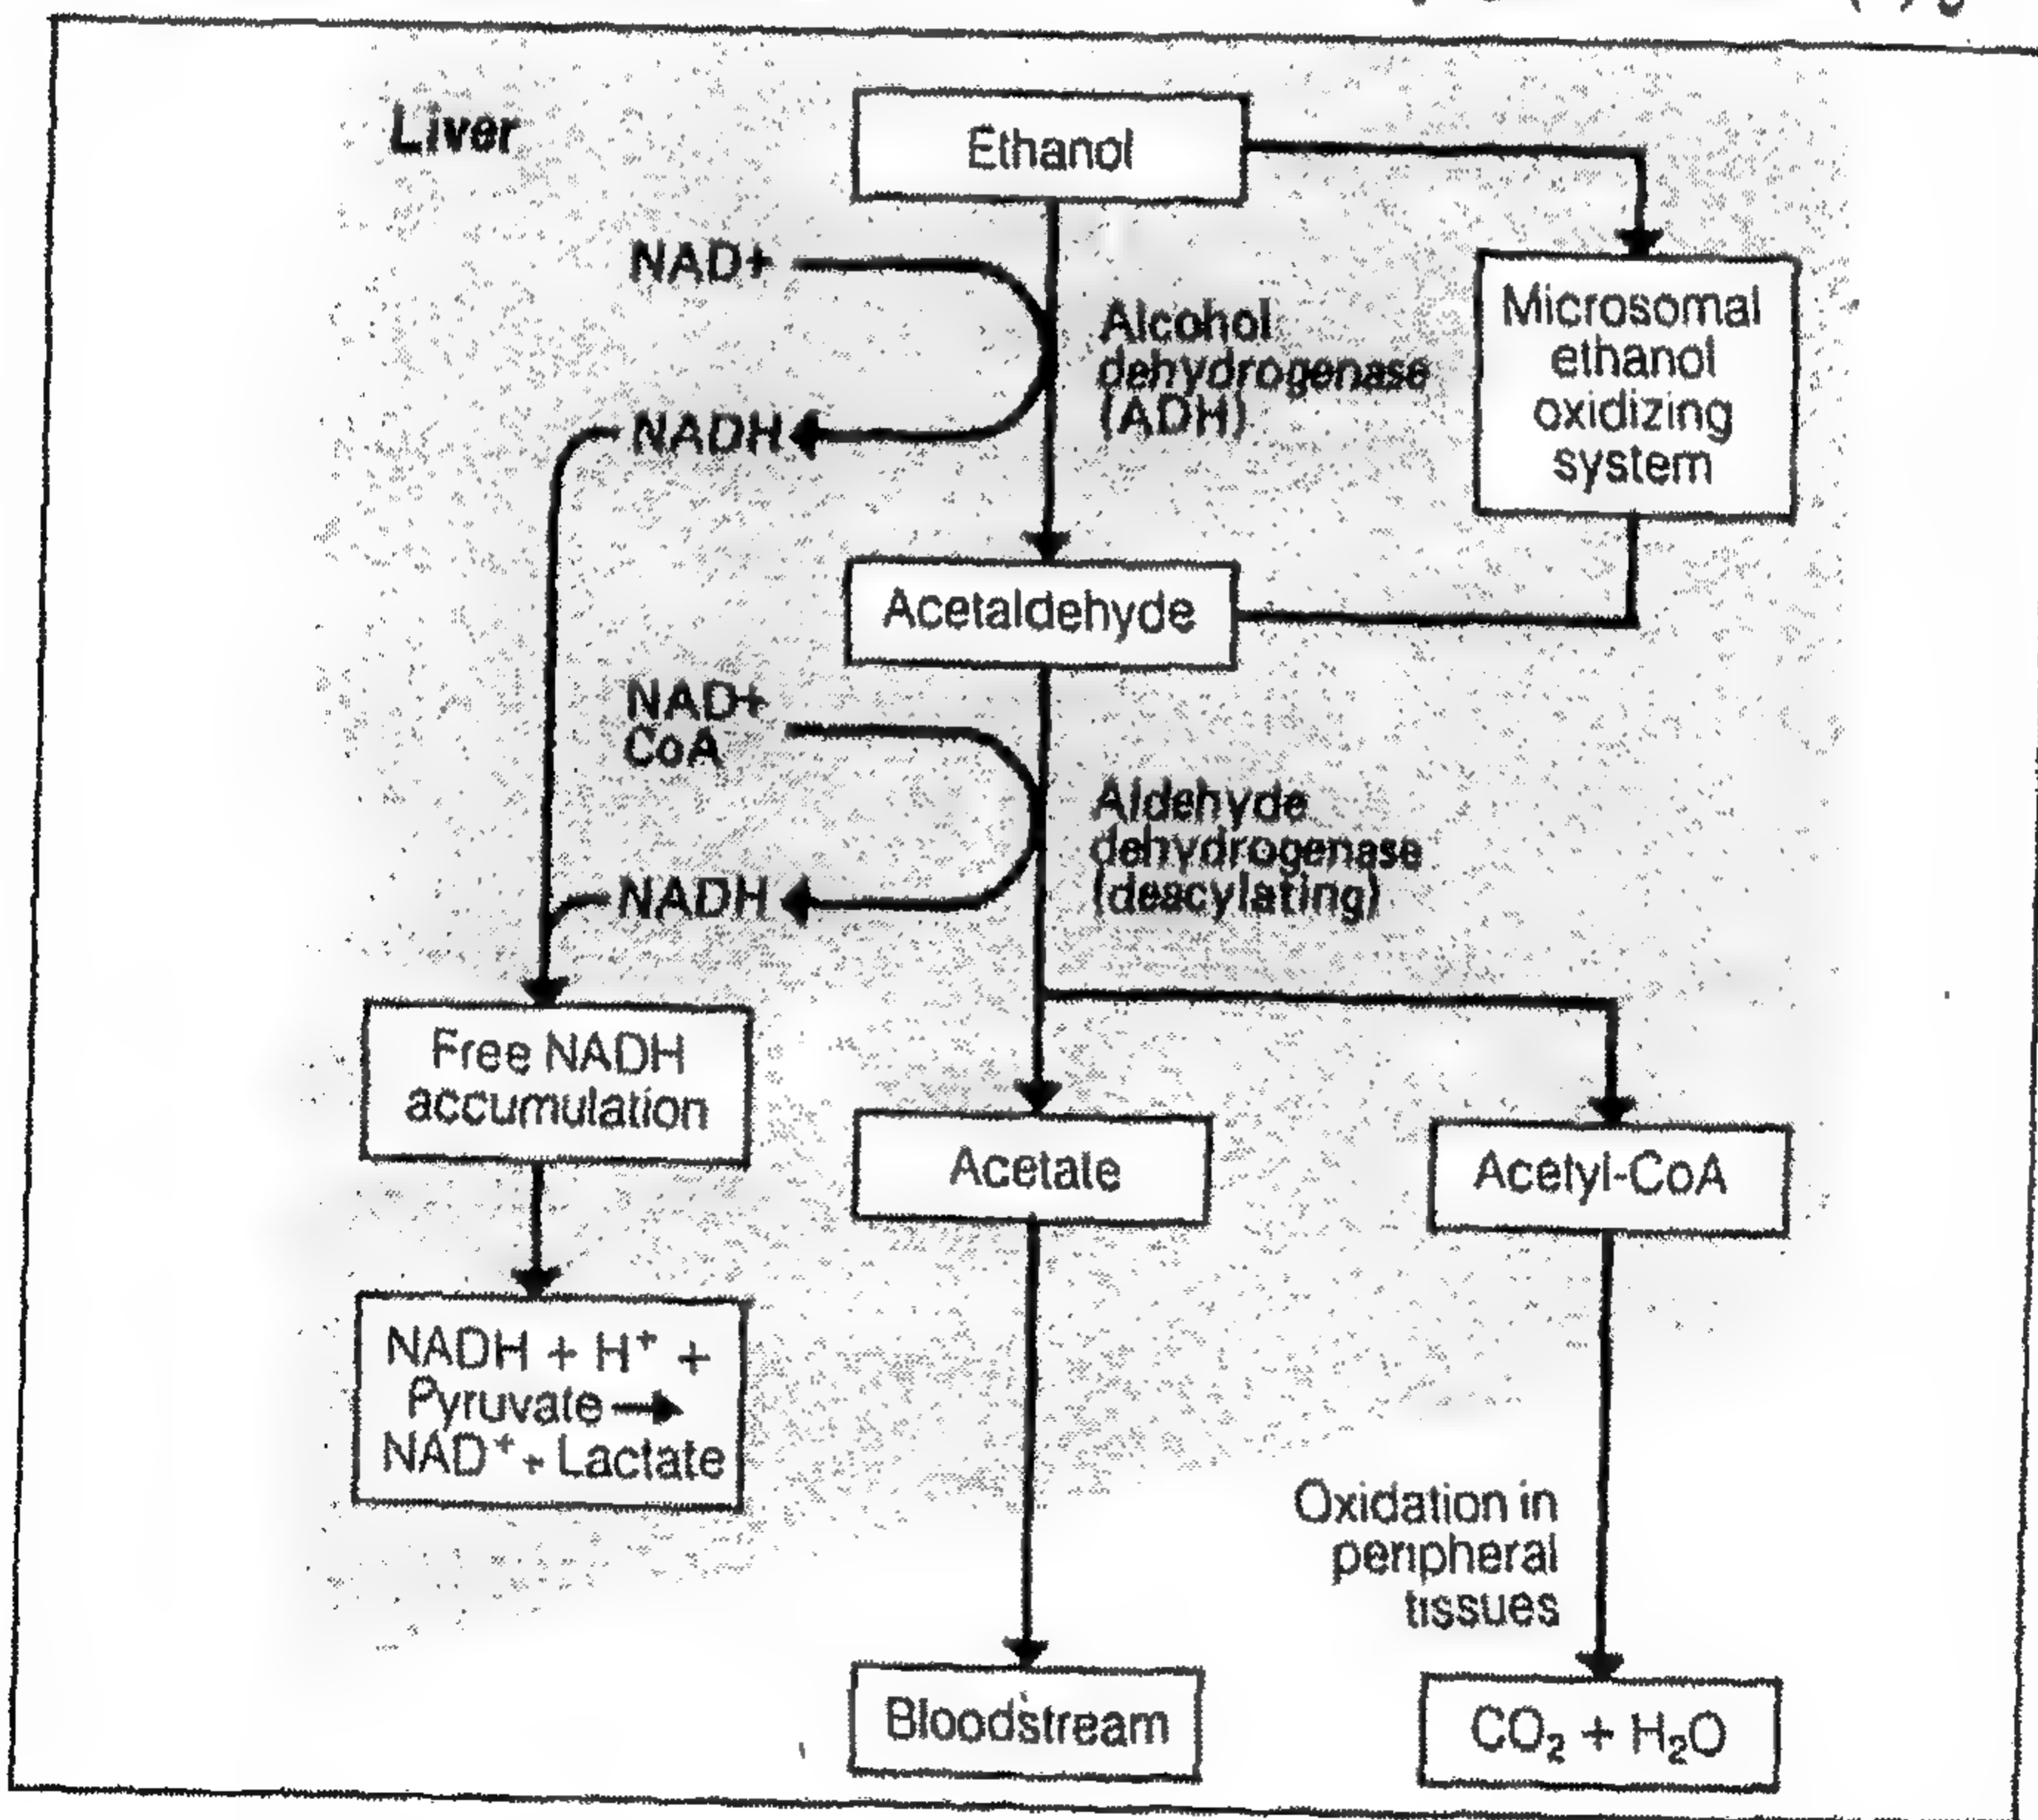 Liver
Ethanol
NAD+
Alcohol
dehydrogenase
(ADH)
NADH
Microsomal
ethanol
oxidizing
system
Acetaldehyde
NAD+
CoA
Aldehyde
dehydrogenase
(deacylating)
NADH
Free NADH
accumulation
Acetate
Acetyl-CoA
NADH + H⁺ +
Pyruvate →
NAD⁺ + Lactate
Oxidation in
peripheral
tissues
Bloodstream
CO₂ + H₂O